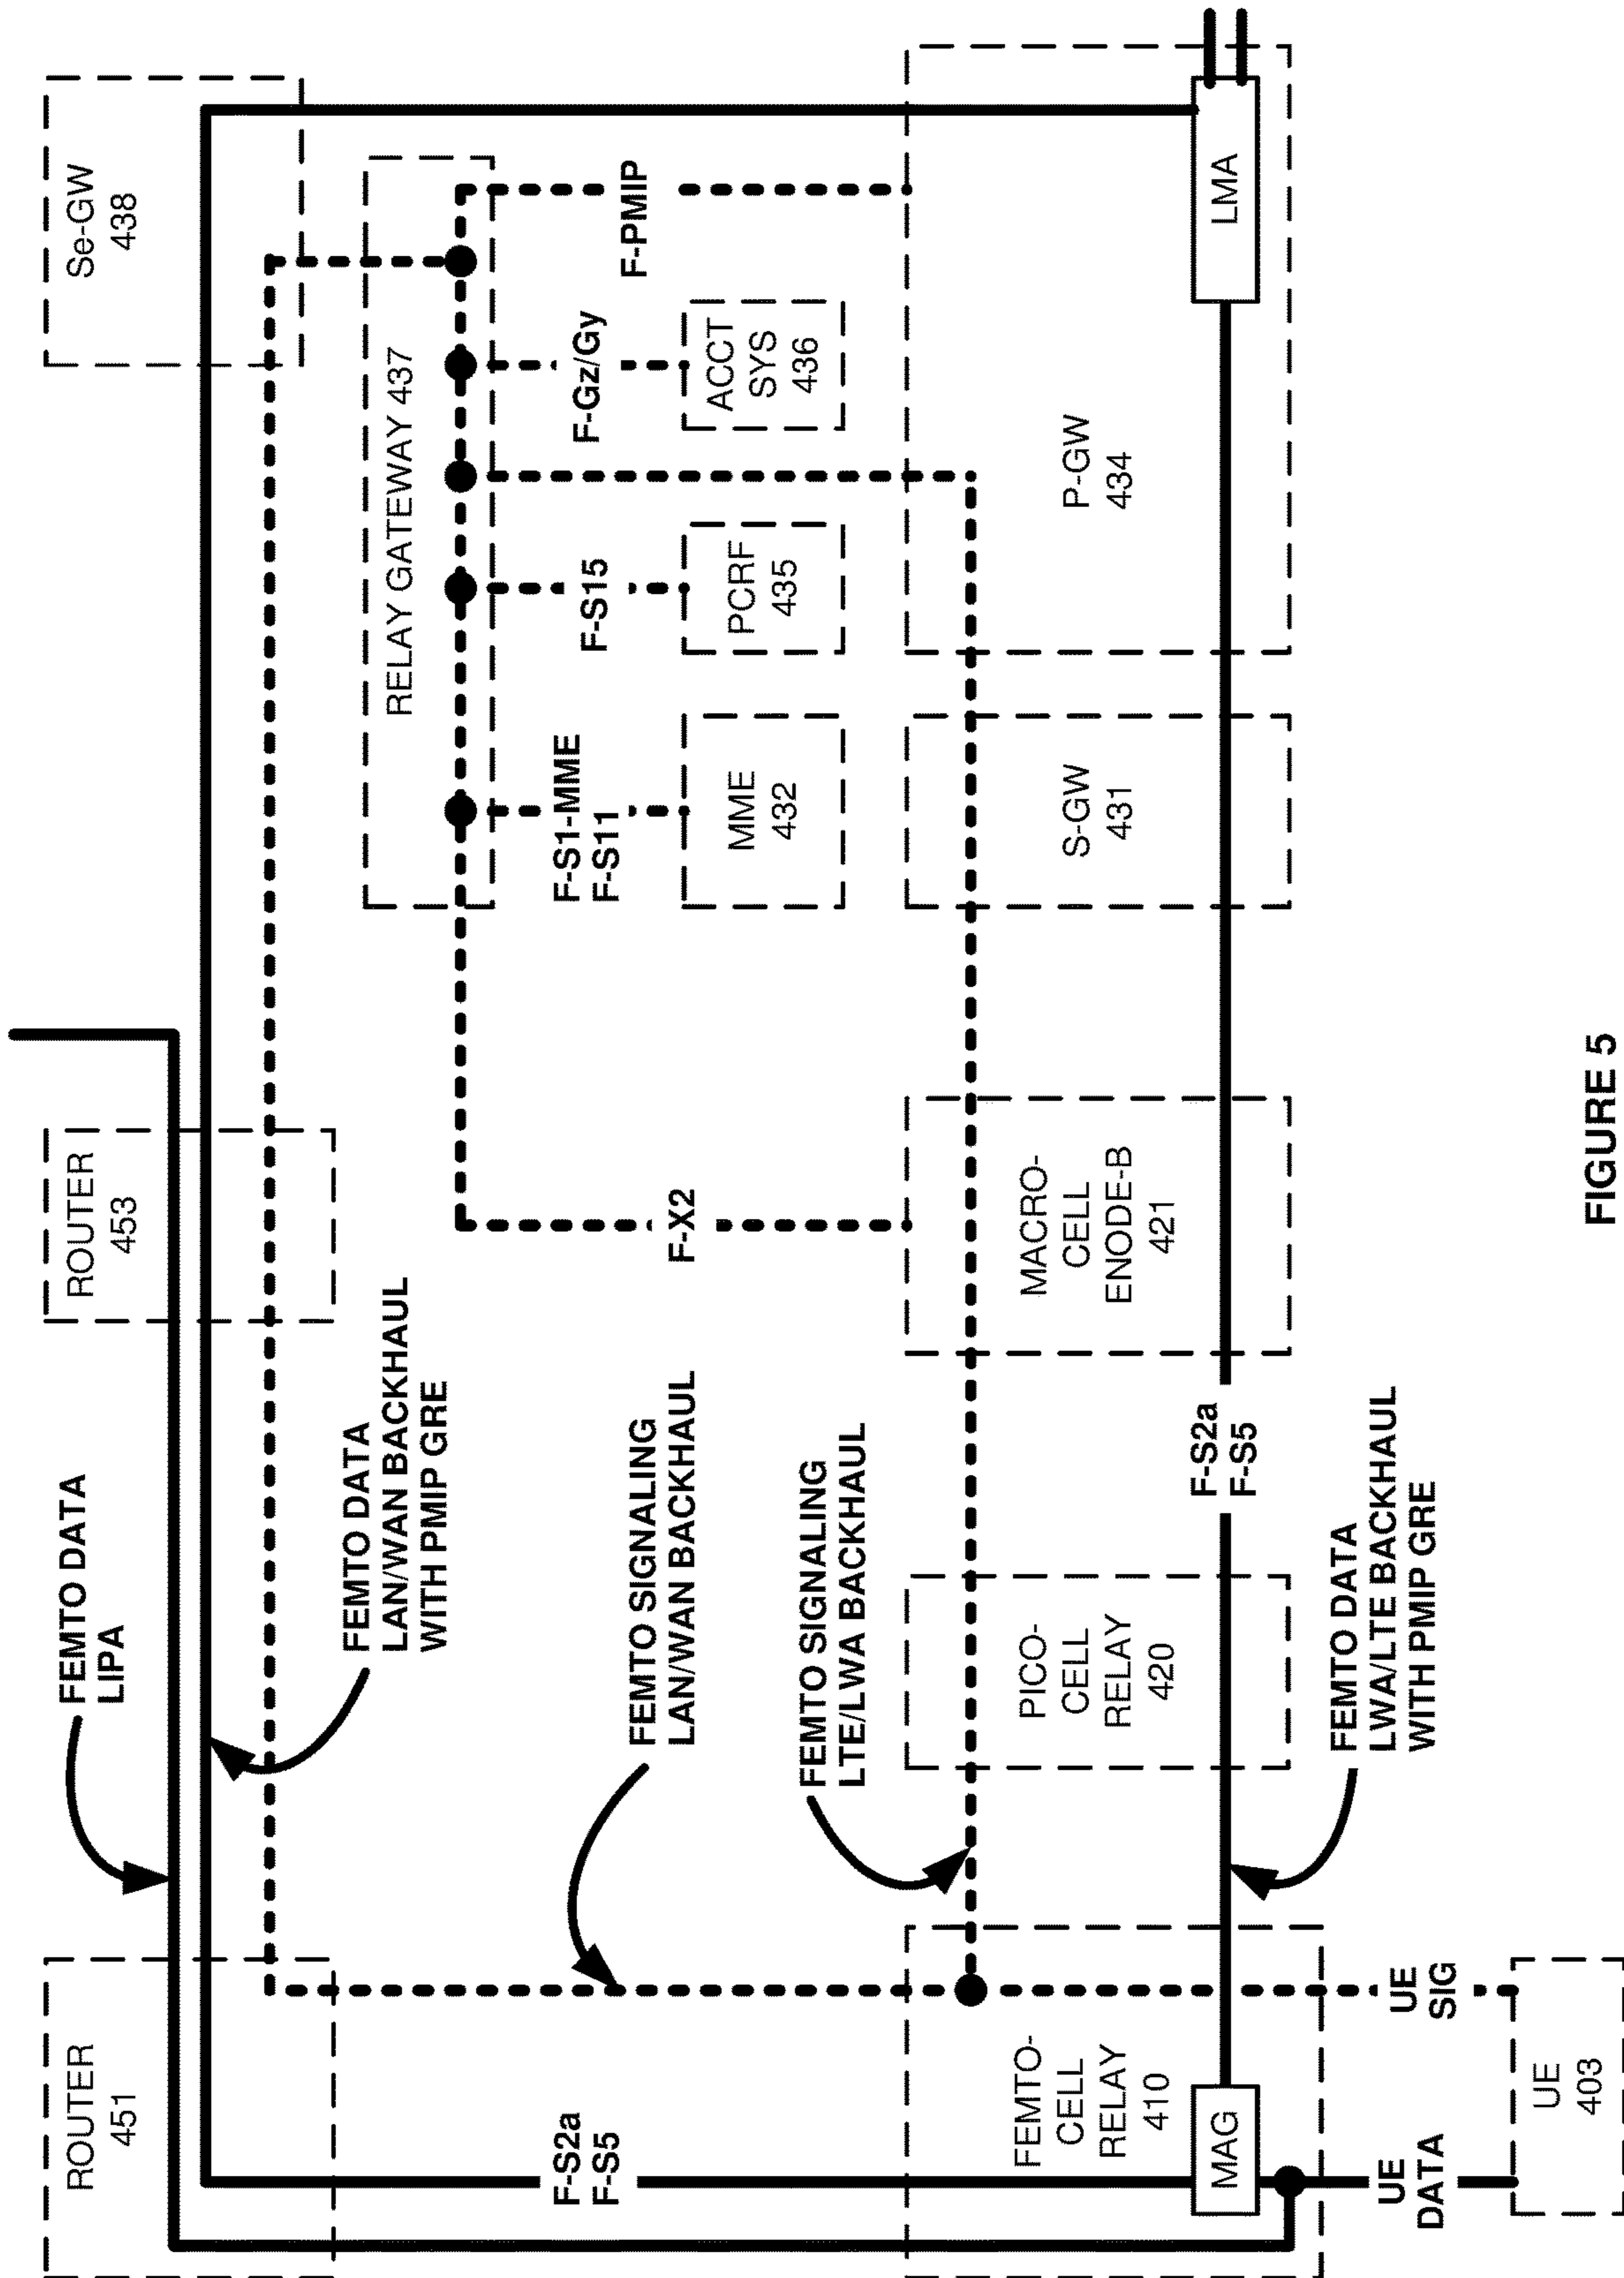 ROUTER
451
FEMTO DATA
LIPA
ROUTER
453
Se-GW
438
FEMTO DATA
LAN/WAN BACKHAUL
WITH PMIP GRE
RELAY GATEWAY 437
F-S2a
F-S5
FEMTO SIGNALING
LAN/WAN BACKHAUL
F-X2
F-S1-MME
F-S11
F-S15
F-Gz/Gy
F-PMIP
MME
432
PCRF
435
ACCT
SYS
436
FEMTO SIGNALING
LTE/LWA BACKHAUL
FEMTO-
CELL
RELAY
410
PICO-
CELL
RELAY
420
MACRO-
CELL
ENODE-B
421
S-GW
431
P-GW
434
MAG
F-S2a
F-S5
LMA
FEMTO DATA
LWA/LTE BACKHAUL
WITH PMIP GRE
UE
DATA
UE
SIG
UE
403
FIGURE 5